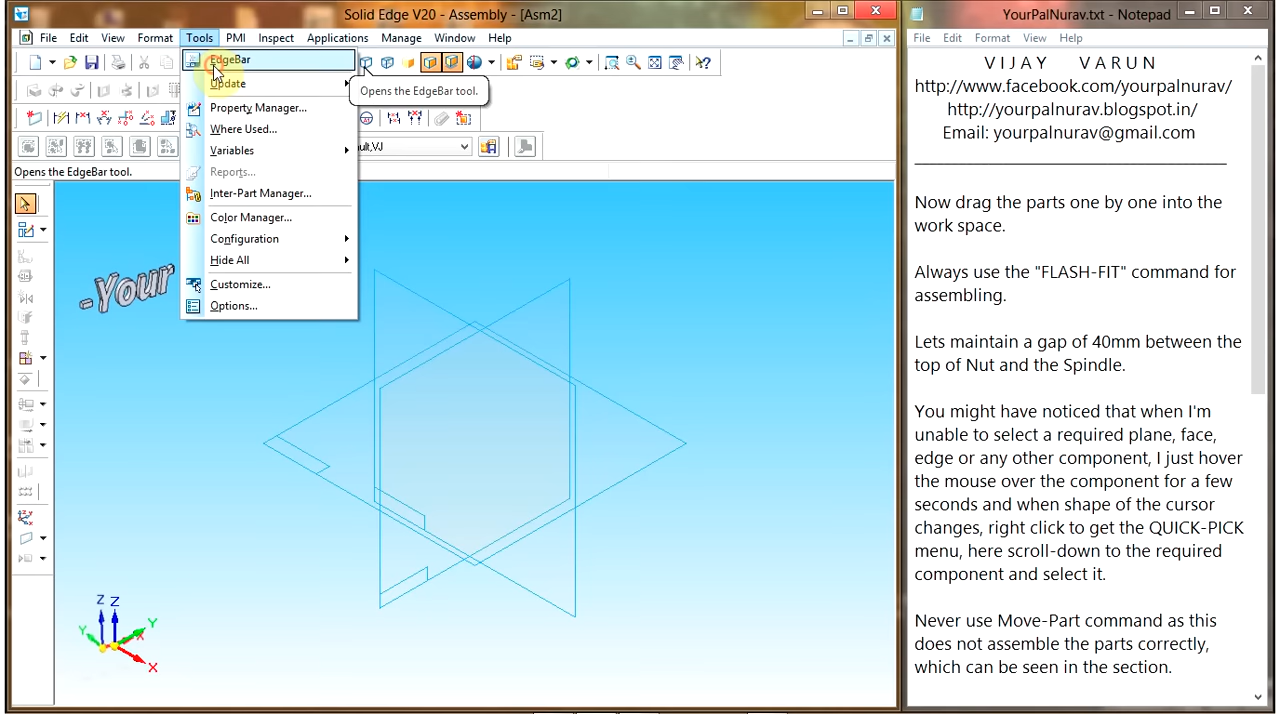 Solid Edge V20 - Assembly - [Asm2]
File Edit View Format Tools PMI Inspect Applications Manage Window Help
EdgeBar
Opens the EdgeBar tool.
Update
Property Manager...
Where Used...
Variables
Reports...
Inter-Part Manager...
Color Manager...
Configuration
Hide All
Customize...
Options...
ult,VJ
Opens the EdgeBar tool.
-Your
Z Z
Y Y
X
X
YourPalNurav.txt - Notepad
File Edit Format View Help
V I J A Y V A R U N
http://www.facebook.com/yourpalnurav/
http://yourpalnurav.blogspot.in/
Email: yourpalnurav@gmail.com
Now drag the parts one by one into the
work space.
Always use the "FLASH-FIT" command for
assembling.
Lets maintain a gap of 40mm between the
top of Nut and the Spindle.
You might have noticed that when I'm
unable to select a required plane, face,
edge or any other component, I just hover
the mouse over the component for a few
seconds and when shape of the cursor
changes, right click to get the QUICK-PICK
menu, here scroll-down to the required
component and select it.
Never use Move-Part command as this
does not assemble the parts correctly,
which can be seen in the section.